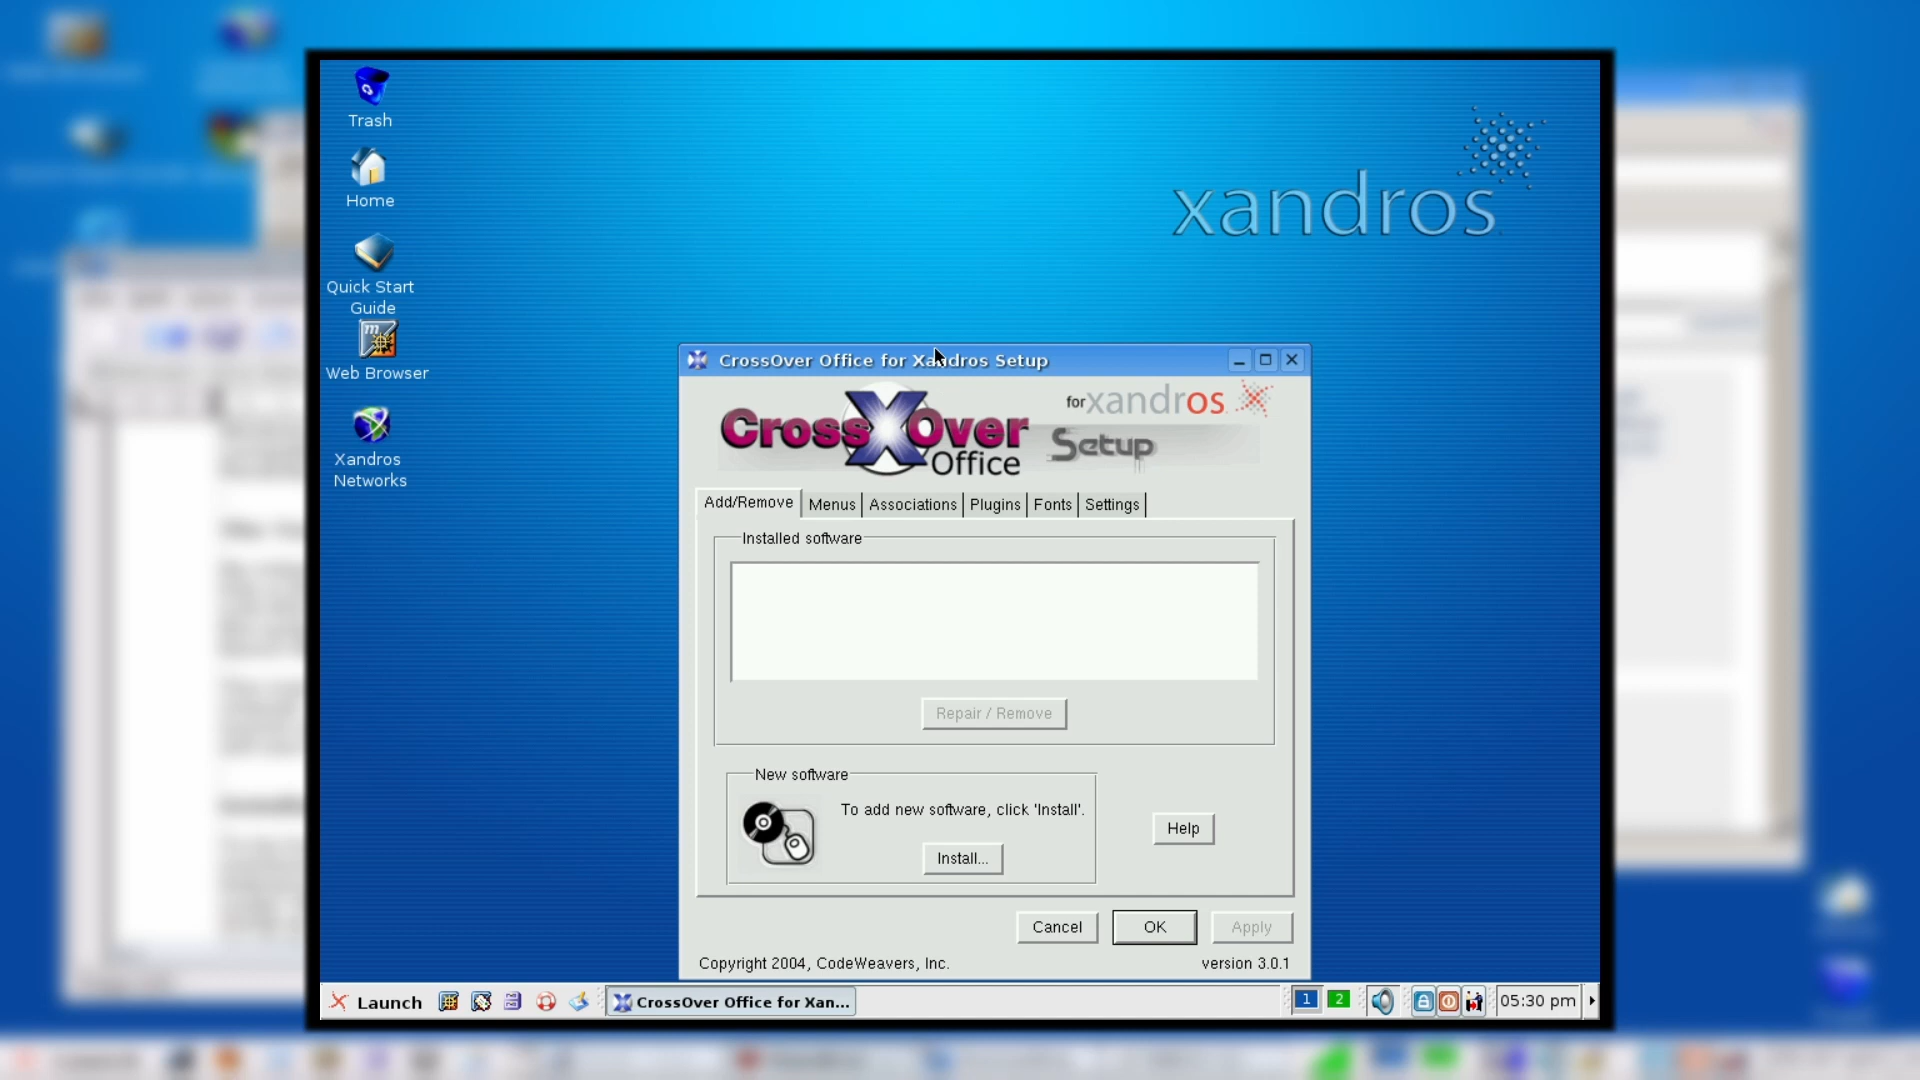 Trash
Home
Quick Start
Guide
Web Browser
Xandros
Networks
xandros
CrossOver Office for Xandros Setup
CrossOver
Office
for xandros
Setup
Add/Remove
Menus
Associations
Plugins
Fonts
Settings
Installed software
Repair / Remove
New software
To add new software, click 'Install'.
Install...
Help
Cancel
OK
Apply
Copyright 2004, CodeWeavers, Inc.
version 3.0.1
Launch
CrossOver Office for Xan...
1
2
05:30 pm